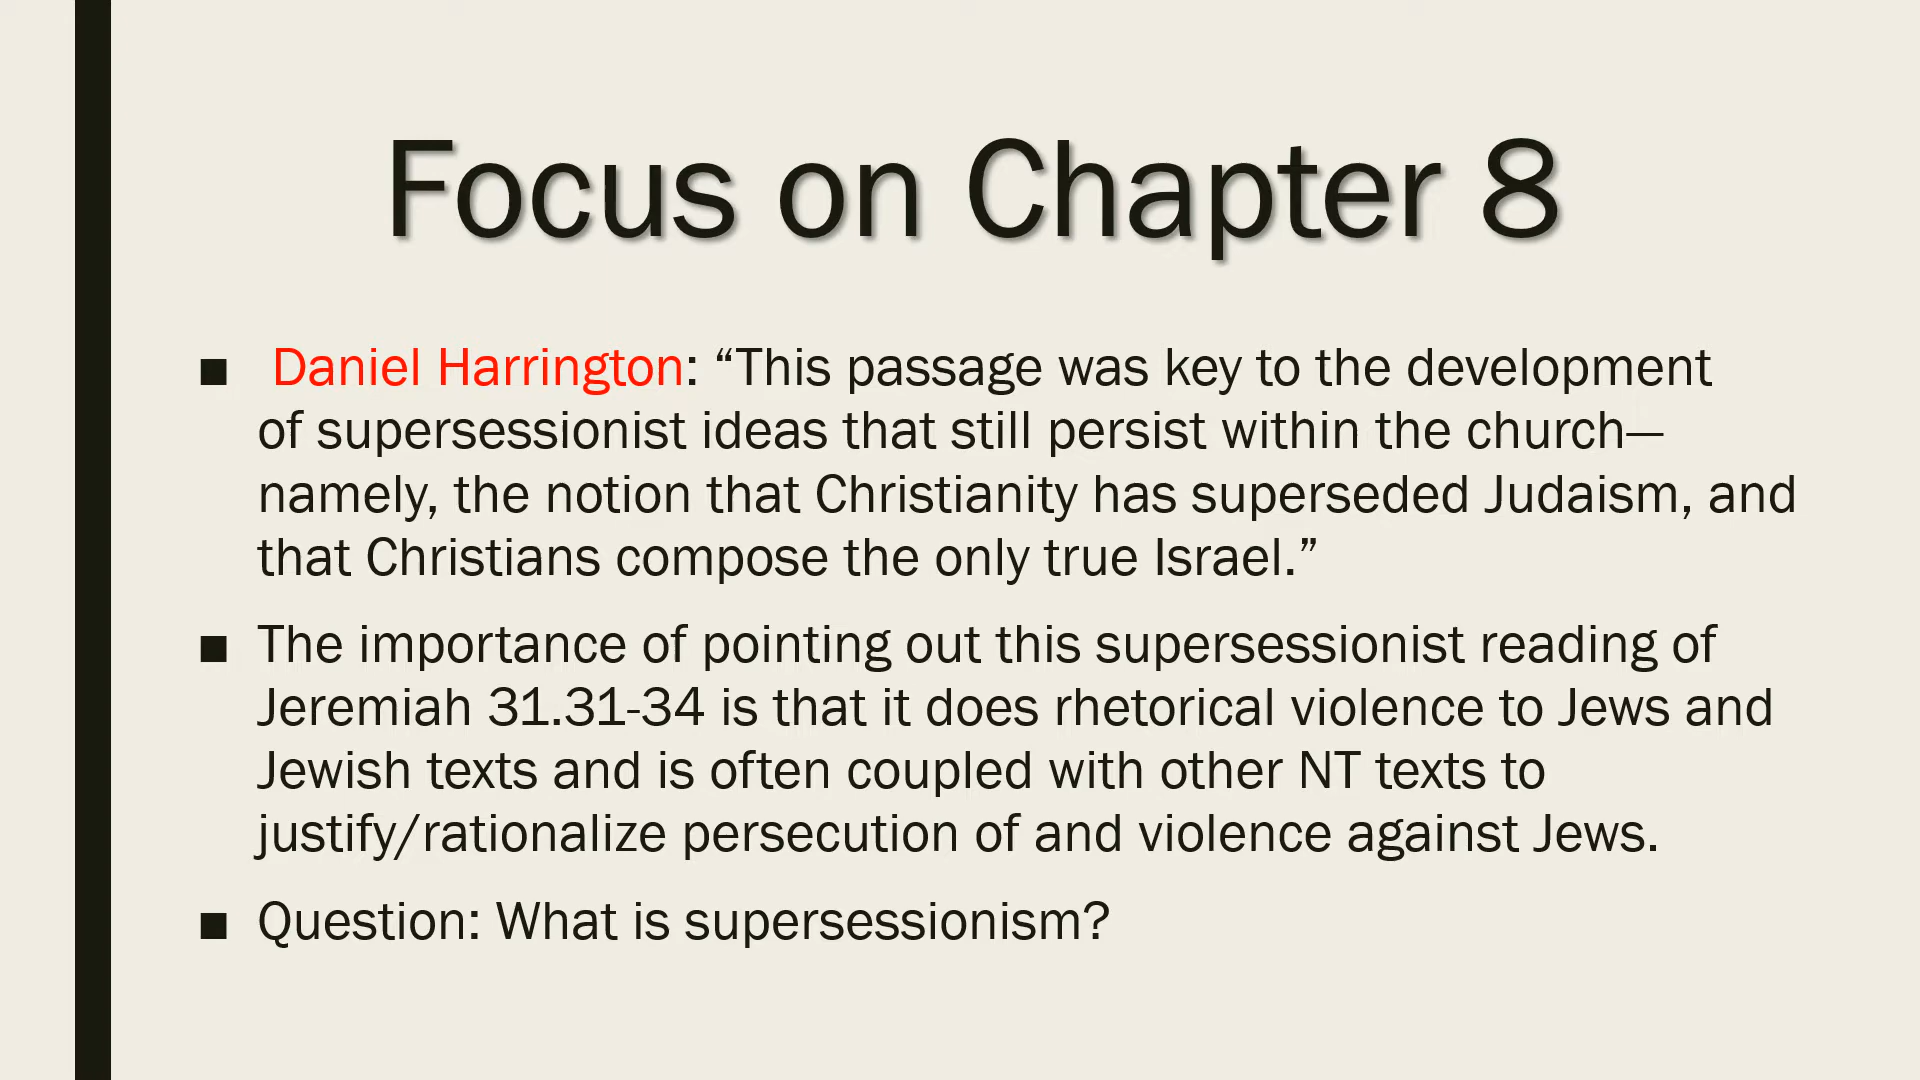 Focus on Chapter 8
■ Daniel Harrington: “This passage was key to the development
of supersessionist ideas that still persist within the church—
namely, the notion that Christianity has superseded Judaism, and
that Christians compose the only true Israel.”
■ The importance of pointing out this supersessionist reading of
Jeremiah 31.31-34 is that it does rhetorical violence to Jews and
Jewish texts and is often coupled with other NT texts to
justify/rationalize persecution of and violence against Jews.
■ Question: What is supersessionism?